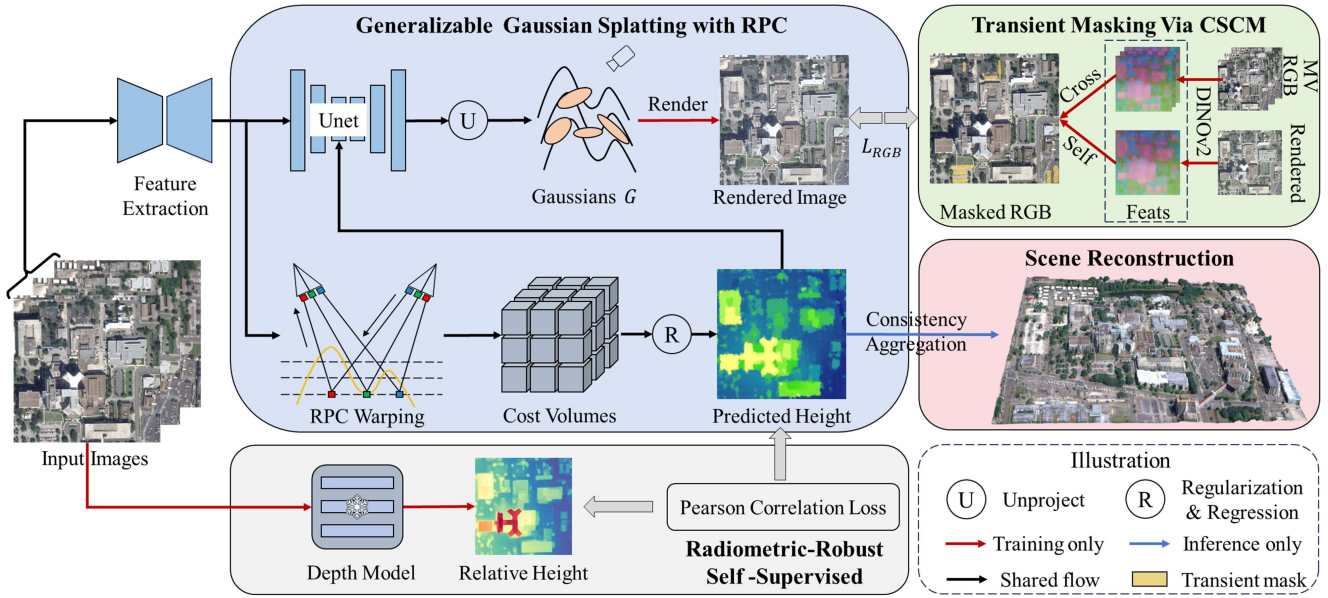 Generalizable Gaussian Splatting with RPC
Unet
U
Render
Feature
Extraction
Gaussians G
Rendered Image
L_RGB
Transient Masking Via CSCM
Cross
Self
DINOv2
MV
RGB
Rendered
Masked RGB
Feats
Input Images
RPC Warping
Cost Volumes
R
Predicted Height
Consistency
Aggregation
Scene Reconstruction
Depth Model
Relative Height
Pearson Correlation Loss
Radiometric-Robust
Self -Supervised
Illustration
U
Unproject
R
Regularization
& Regression
Training only
Inference only
Shared flow
Transient mask